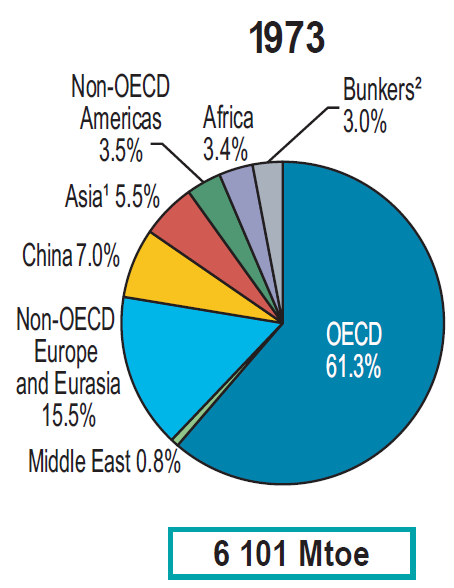 1973
Non-OECD
Americas
3.5%
Africa
3.4%
Bunkers²
3.0%
Asia¹ 5.5%
China 7.0%
Non-OECD
Europe
and Eurasia
15.5%
OECD
61.3%
Middle East 0.8%
6 101 Mtoe